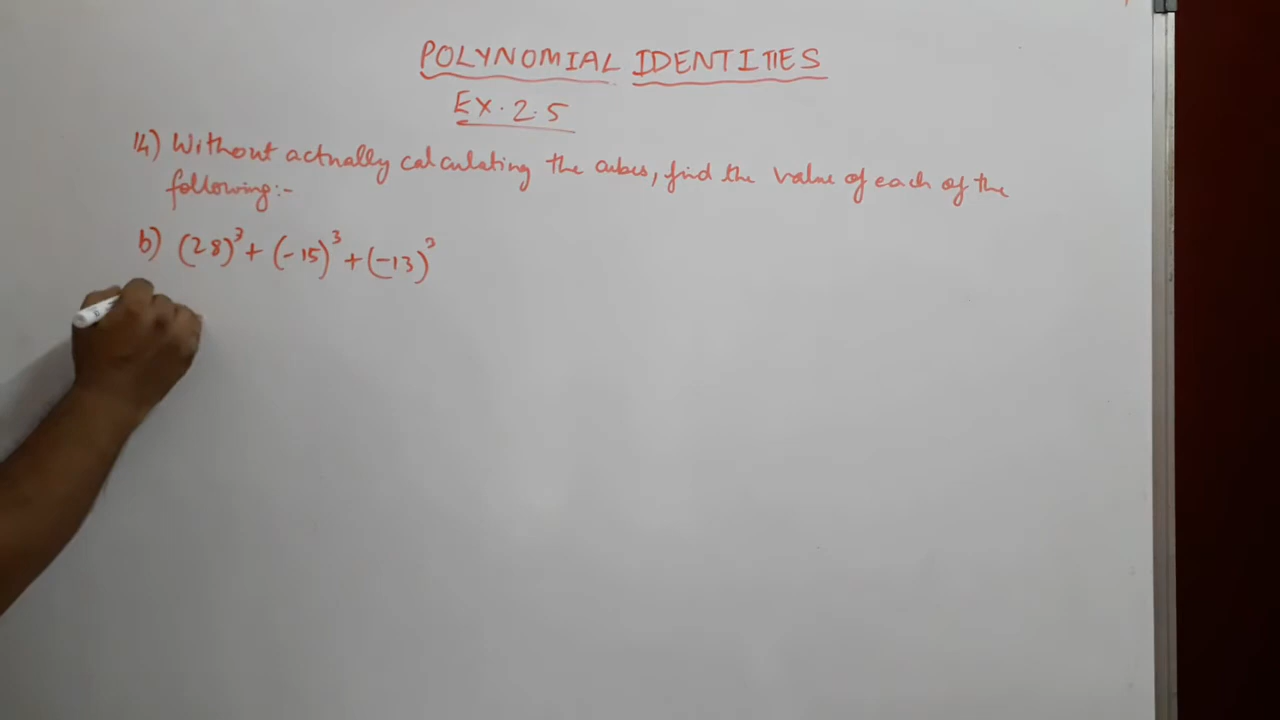 POLYNOMIAL IDENTITIES
Ex. 2.5
14) Without actually calculating the cubes, find the value of each of the
following:-
b) (28)³ + (-15)³ + (-13)³